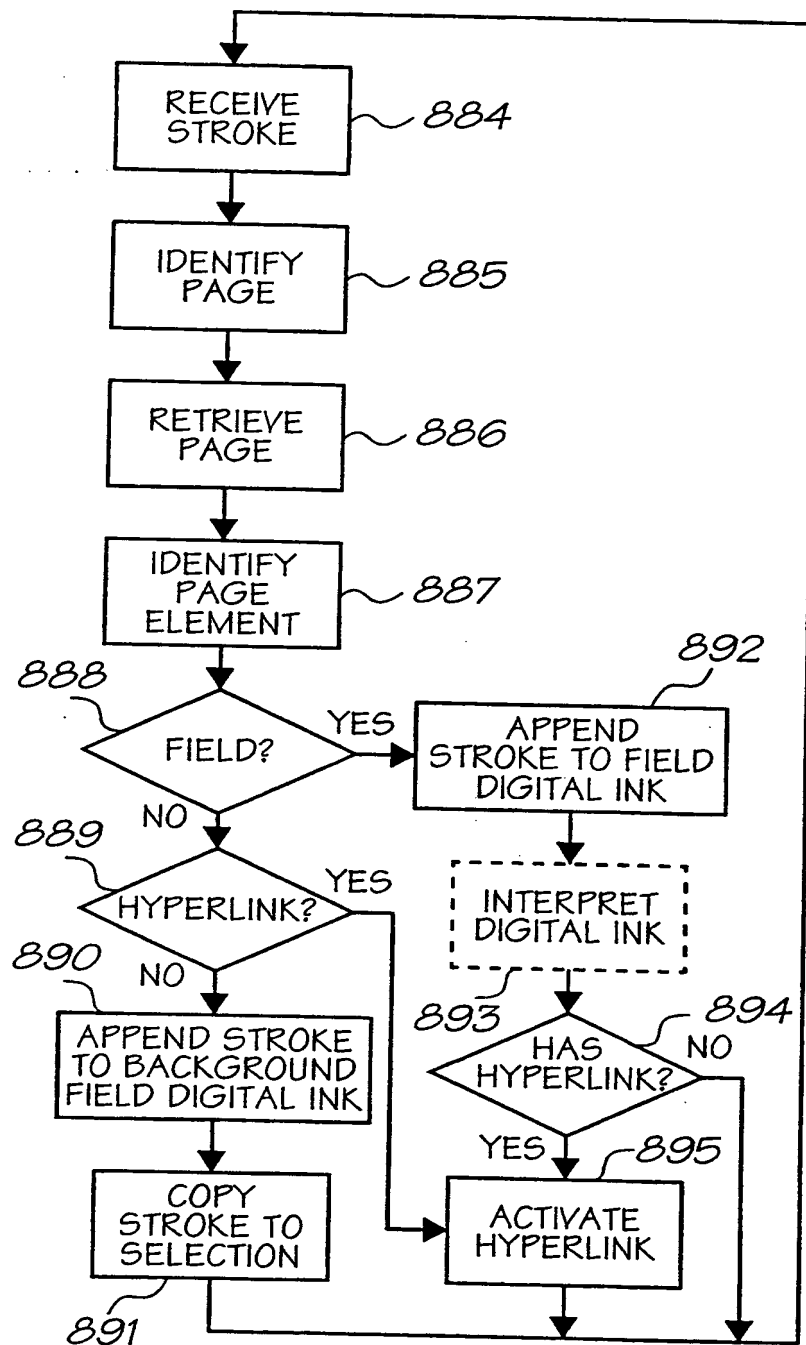 RECEIVE
STROKE
884
IDENTIFY
PAGE
885
RETRIEVE
PAGE
886
IDENTIFY
PAGE
ELEMENT
887
888
FIELD?
YES
NO
892
APPEND
STROKE TO FIELD
DIGITAL INK
889
HYPERLINK?
YES
NO
INTERPRET
DIGITAL INK
893
890
APPEND STROKE
TO BACKGROUND
FIELD DIGITAL INK
894
HAS
HYPERLINK?
NO
YES
COPY
STROKE TO
SELECTION
891
895
ACTIVATE
HYPERLINK